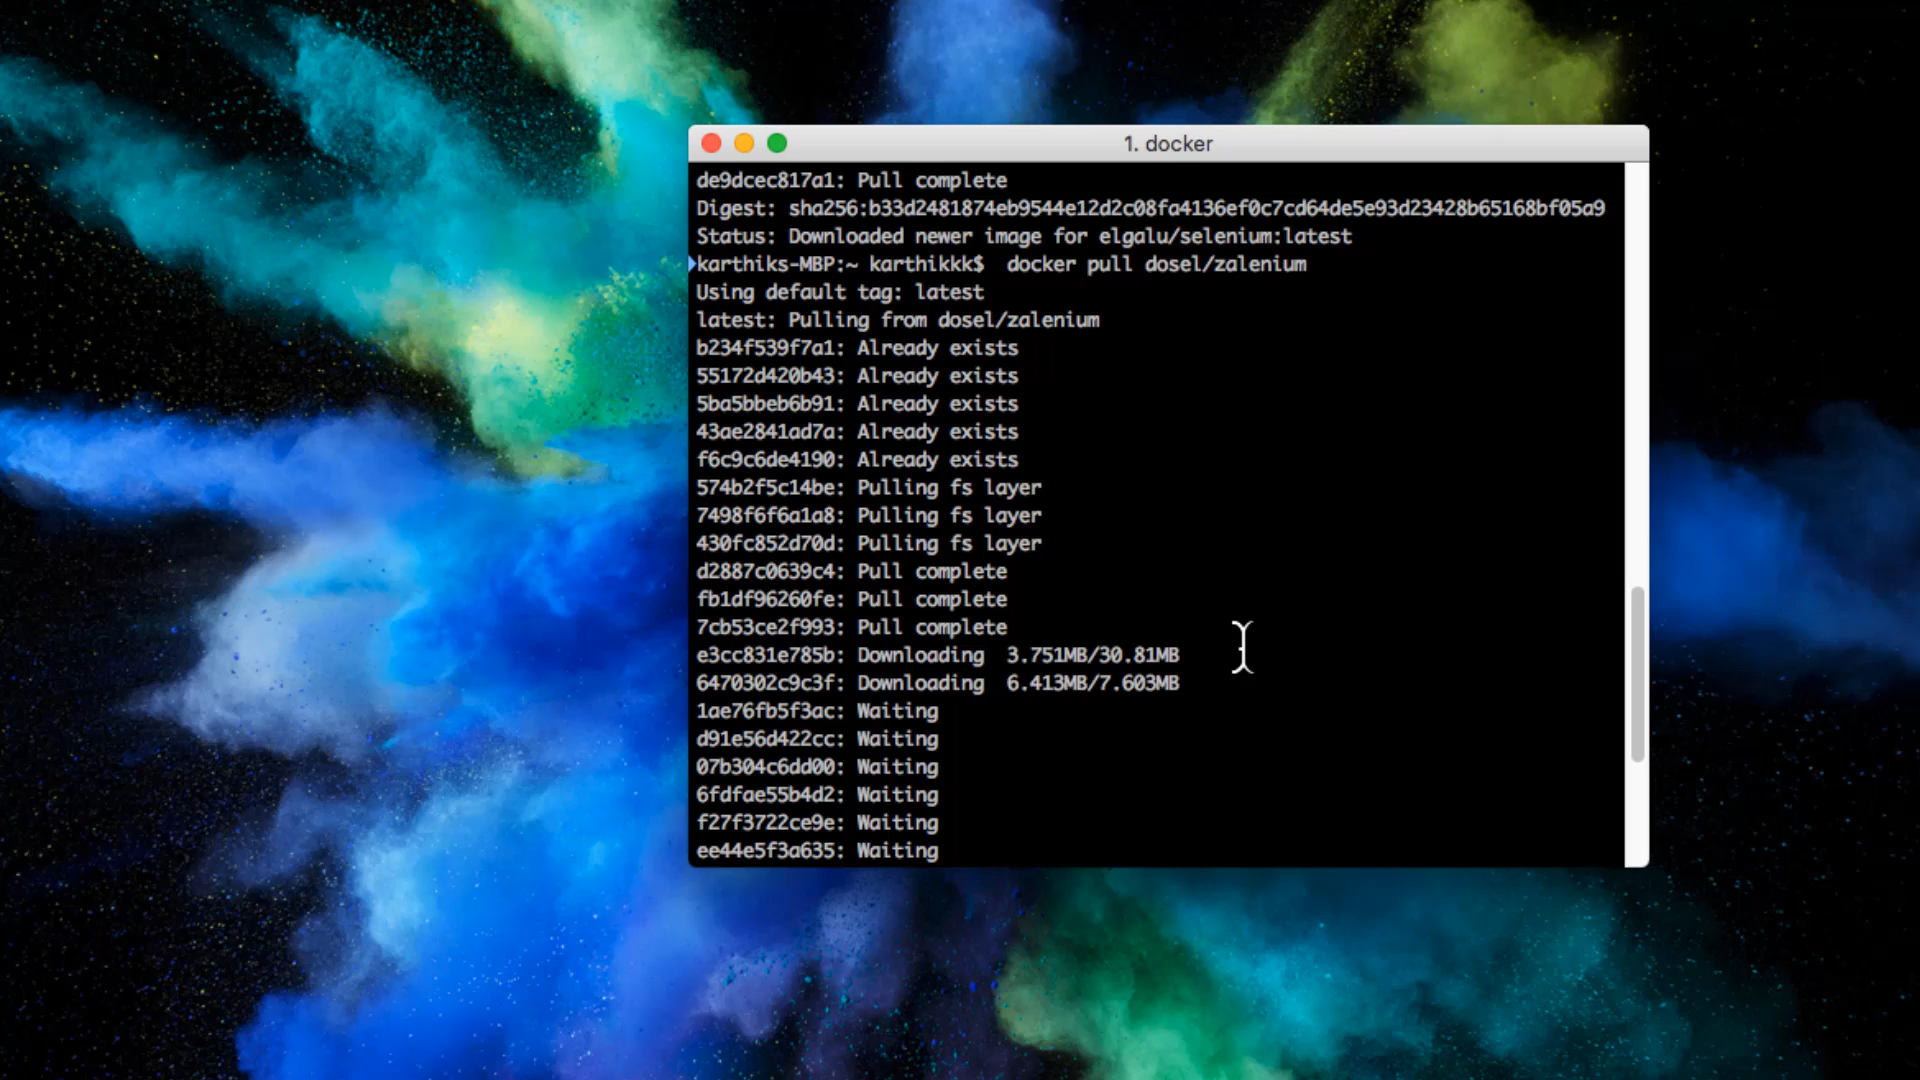 1. docker
de9dcec817a1: Pull complete
Digest: sha256:b33d2481874eb9544e12d2c08fa4136ef0c7cd64de5e93d23428b65168bf05a9
Status: Downloaded newer image for elgalu/selenium:latest
karthiks-MBP:~ karthikkk$  docker pull dosel/zalenium
Using default tag: latest
latest: Pulling from dosel/zalenium
b234f539f7a1: Already exists
55172d420b43: Already exists
5ba5bbeb6b91: Already exists
43ae2841ad7a: Already exists
f6c9c6de4190: Already exists
574b2f5c14be: Pulling fs layer
7498f6f6a1a8: Pulling fs layer
430fc852d70d: Pulling fs layer
d2887c0639c4: Pull complete
fb1df96260fe: Pull complete
7cb53ce2f993: Pull complete
e3cc831e785b: Downloading  3.751MB/30.81MB
6470302c9c3f: Downloading  6.413MB/7.603MB
1ae76fb5f3ac: Waiting
d91e56d422cc: Waiting
07b304c6dd00: Waiting
6fdfae55b4d2: Waiting
f27f3722ce9e: Waiting
ee44e5f3a635: Waiting